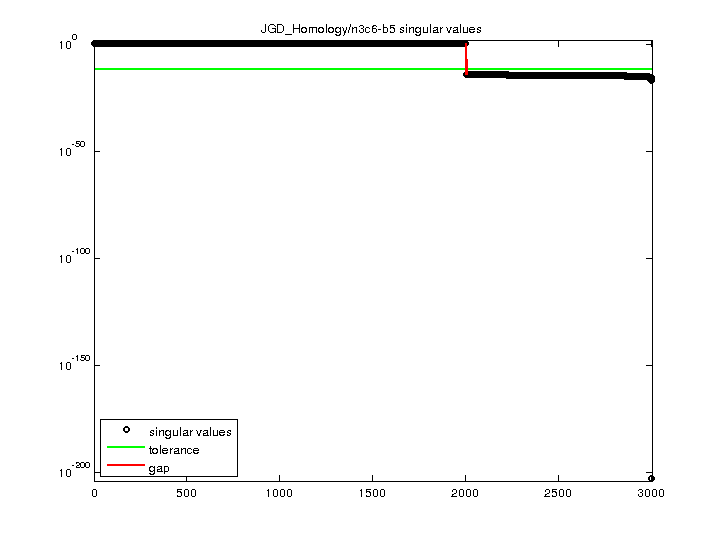 JGD_Homology/n3c6-b5 singular values
10^0
10^-50
10^-100
10^-150
10^-200
singular values
tolerance
gap
0 500 1000 1500 2000 2500 3000